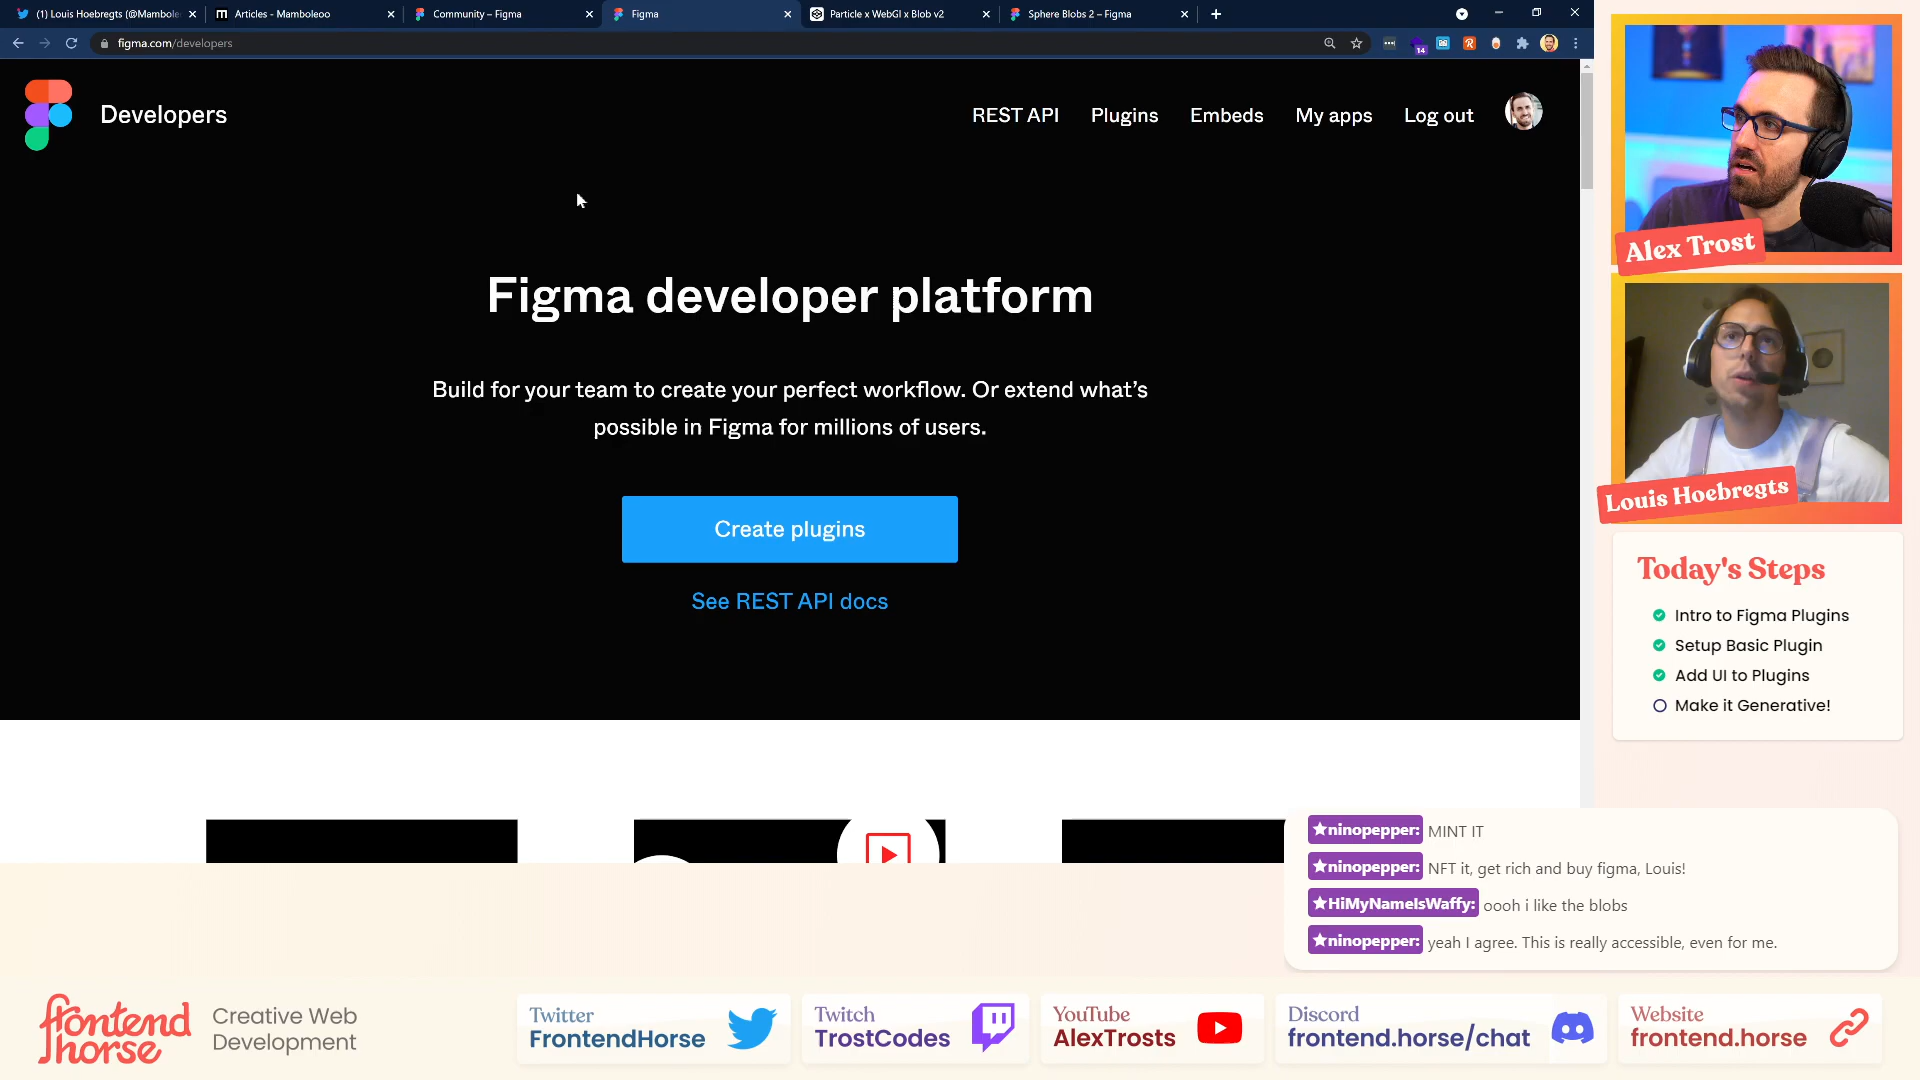 (1) Louis Hoebregts (@Mambole
Articles - Mamboleoo
Community – Figma
Figma
Particle x WebGl x Blob v2
Sphere Blobs 2 – Figma
figma.com/developers
14
Developers
REST API
Plugins
Embeds
My apps
Log out
Figma developer platform
Build for your team to create your perfect workflow. Or extend what's
possible in Figma for millions of users.
Create plugins
See REST API docs
Alex Trost
Louis Hoebregts
Today's Steps
Intro to Figma Plugins
Setup Basic Plugin
Add UI to Plugins
Make it Generative!
★ninopepper: MINT IT
★ninopepper: NFT it, get rich and buy figma, Louis!
★HiMyNameIsWaffy: oooh i like the blobs
★ninopepper: yeah I agree. This is really accessible, even for me.
frontend
horse
Creative Web
Development
Twitter
FrontendHorse
Twitch
TrostCodes
YouTube
AlexTrosts
Discord
frontend.horse/chat
Website
frontend.horse